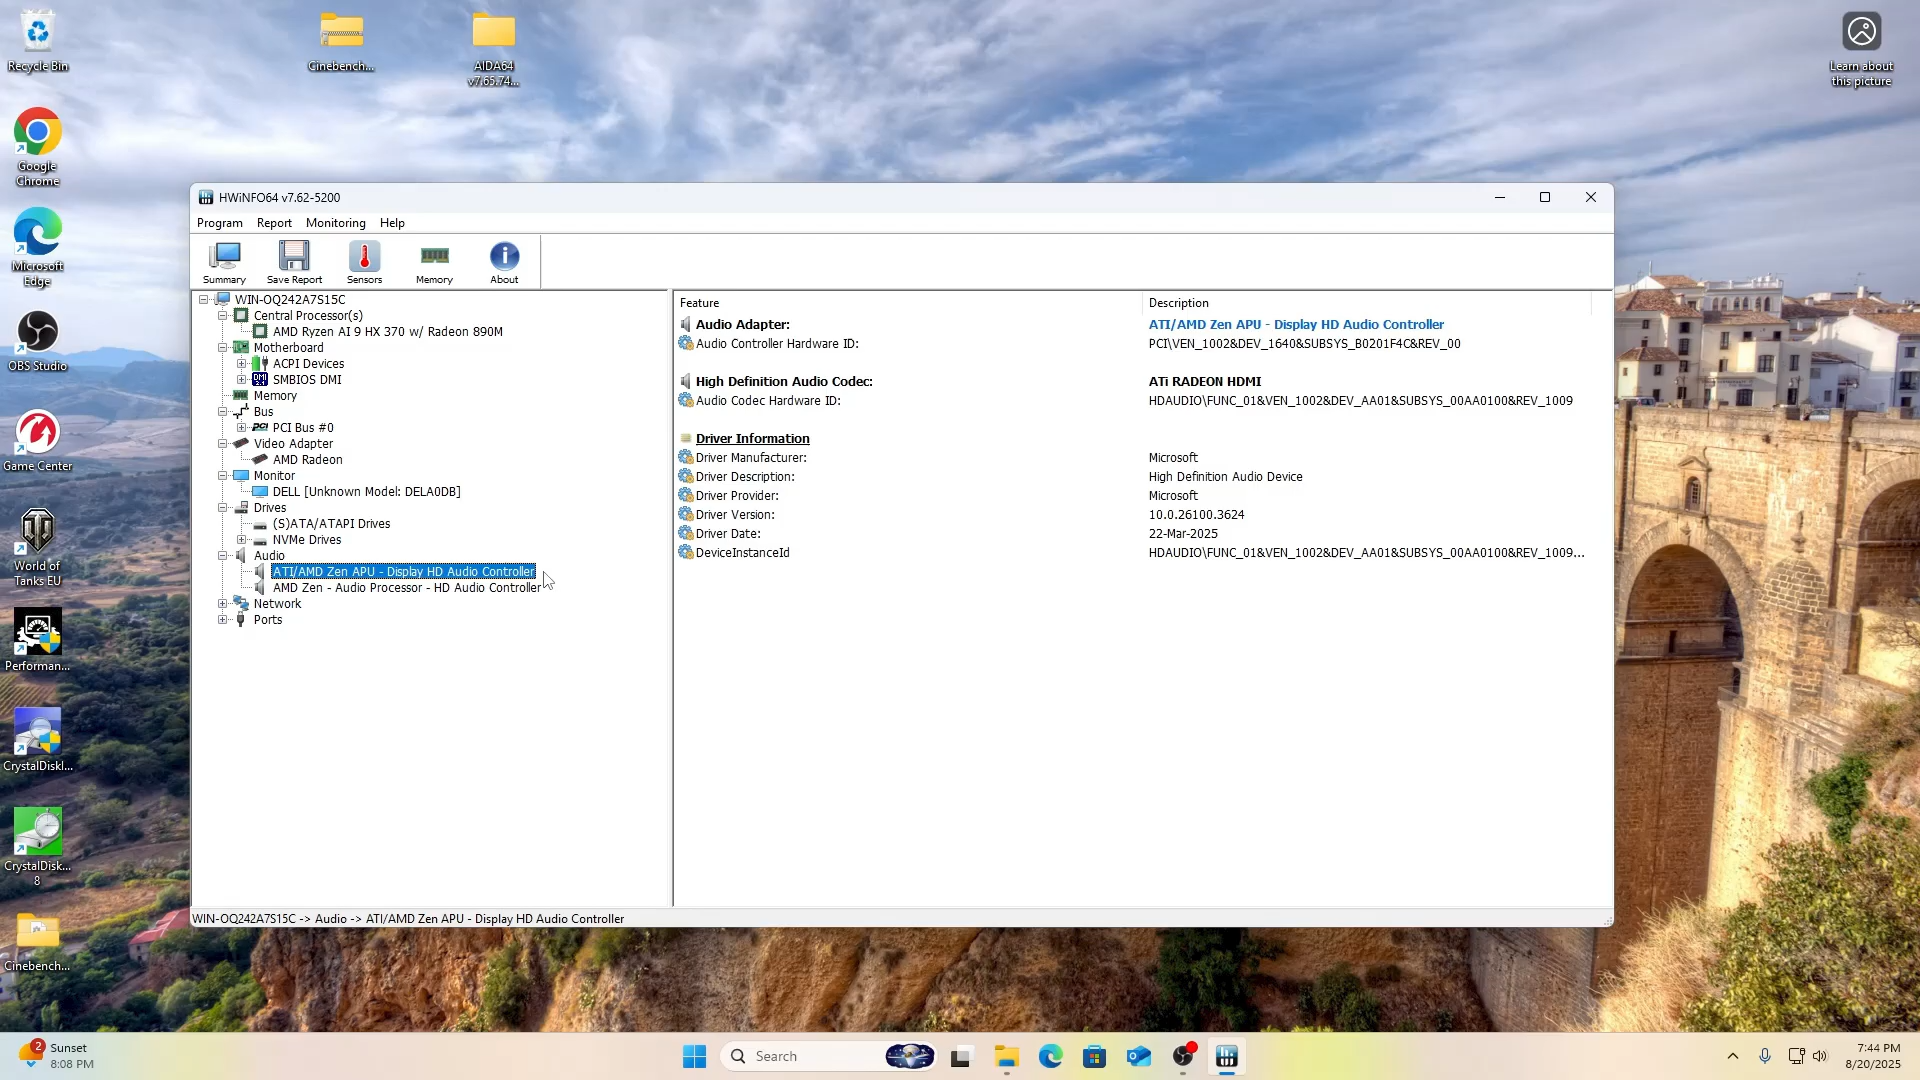 Recycle Bin
Cinebench...
AIDA64
v7.65.74...
Learn about
this picture
Google
Chrome
Microsoft
Edge
OBS Studio
Game Center
World of
Tanks EU
Performan...
CrystalDiskI...
CrystalDisk...
8
Cinebench...
HWiNFO64 v7.62-5200
Program Report Monitoring Help
Summary Save Report Sensors Memory About
WIN-OQ242A7S15C
Central Processor(s)
AMD Ryzen AI 9 HX 370 w/ Radeon 890M
Motherboard
ACPI Devices
DMI
2.1
SMBIOS DMI
Memory
Bus
PCI PCI Bus #0
Video Adapter
AMD Radeon
Monitor
DELL [Unknown Model: DELA0DB]
Drives
(S)ATA/ATAPI Drives
NVMe Drives
Audio
ATI/AMD Zen APU - Display HD Audio Controller
AMD Zen - Audio Processor - HD Audio Controller
Network
Ports
Feature Description
Audio Adapter: ATI/AMD Zen APU - Display HD Audio Controller
Audio Controller Hardware ID: PCI\VEN_1002&DEV_1640&SUBSYS_B0201F4C&REV_00
High Definition Audio Codec: ATi RADEON HDMI
Audio Codec Hardware ID: HDAUDIO\FUNC_01&VEN_1002&DEV_AA01&SUBSYS_00AA0100&REV_1009
Driver Information
Driver Manufacturer: Microsoft
Driver Description: High Definition Audio Device
Driver Provider: Microsoft
Driver Version: 10.0.26100.3624
Driver Date: 22-Mar-2025
DeviceInstanceId HDAUDIO\FUNC_01&VEN_1002&DEV_AA01&SUBSYS_00AA0100&REV_1009...
WIN-OQ242A7S15C -> Audio -> ATI/AMD Zen APU - Display HD Audio Controller
2
Sunset
8:08 PM
Search
7:44 PM
8/20/2025